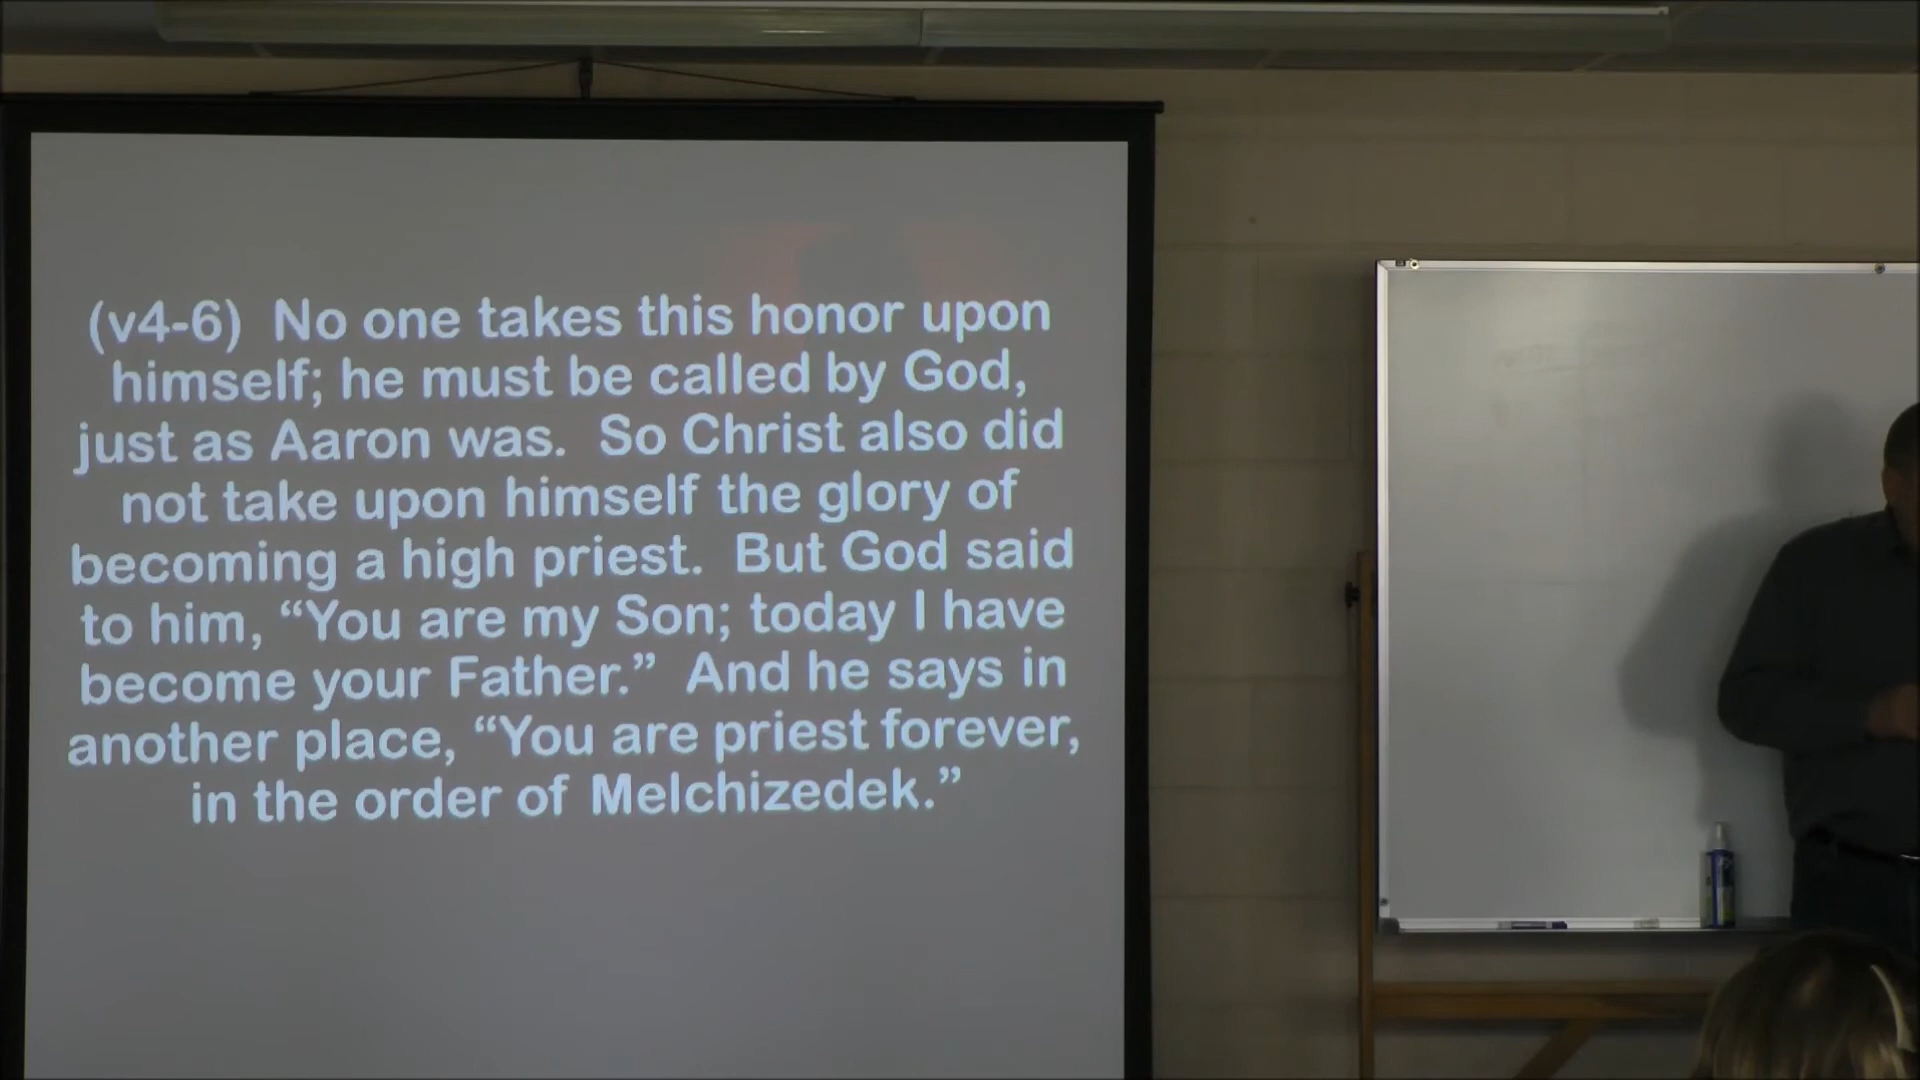 (v4-6) No one takes this honor upon
himself; he must be called by God,
just as Aaron was. So Christ also did
not take upon himself the glory of
becoming a high priest. But God said
to him, “You are my Son; today I have
become your Father.” And he says in
another place, “You are priest forever,
in the order of Melchizedek.”